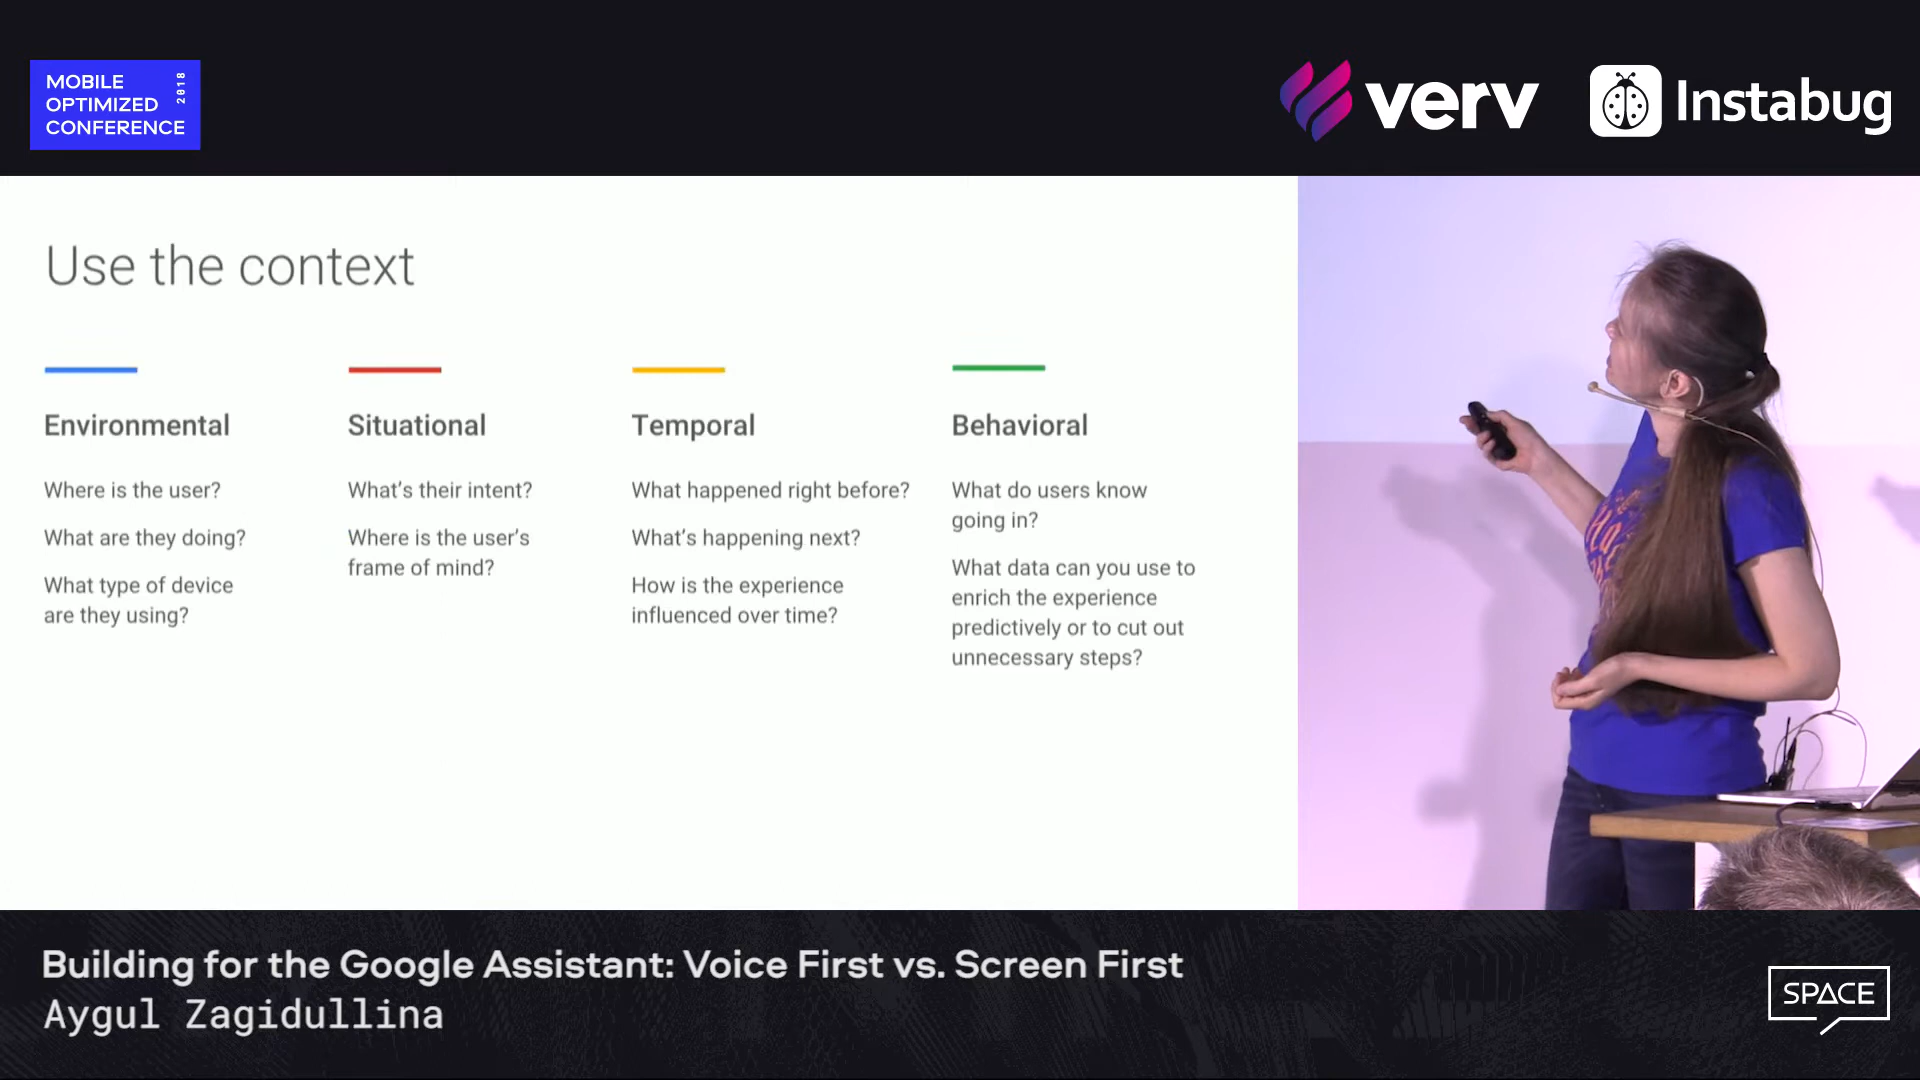 MOBILE
OPTIMIZED
CONFERENCE
2018
verv
Instabug
Use the context
Environmental
Where is the user?
What are they doing?
What type of device
are they using?
Situational
What's their intent?
Where is the user's
frame of mind?
Temporal
What happened right before?
What's happening next?
How is the experience
influenced over time?
Behavioral
What do users know
going in?
What data can you use to
enrich the experience
predictively or to cut out
unnecessary steps?
Building for the Google Assistant: Voice First vs. Screen First
Aygul Zagidullina
SPACE